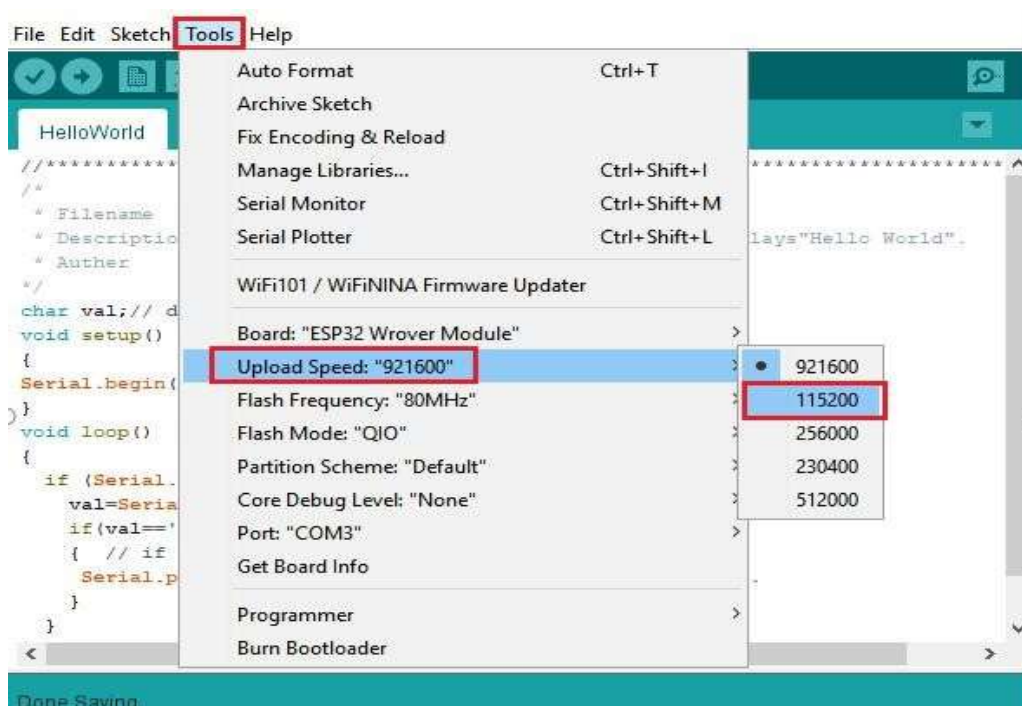 File Edit Sketch Tools Help
Auto Format Ctrl+T
Archive Sketch
HelloWorld
Fix Encoding & Reload
//***********
*********************
Manage Libraries... Ctrl+Shift+I
/*
* Filename
Serial Monitor Ctrl+Shift+M
* Descriptio
Serial Plotter Ctrl+Shift+L
lays"Hello World".
* Auther
*/
WiFi101 / WiFiNINA Firmware Updater
char val;// d
void setup()
Board: "ESP32 Wrover Module" >
{
Upload Speed: "921600" >
921600
Serial.begin(
Flash Frequency: "80MHz" >
115200
}
void loop()
Flash Mode: "QIO" >
256000
{
if (Serial.
Partition Scheme: "Default" >
230400
val=Seria
Core Debug Level: "None" >
512000
if(val=='
Port: "COM3" >
{ // if
Serial.p
Get Board Info
.
}
Programmer >
}
Burn Bootloader
Done Saving.